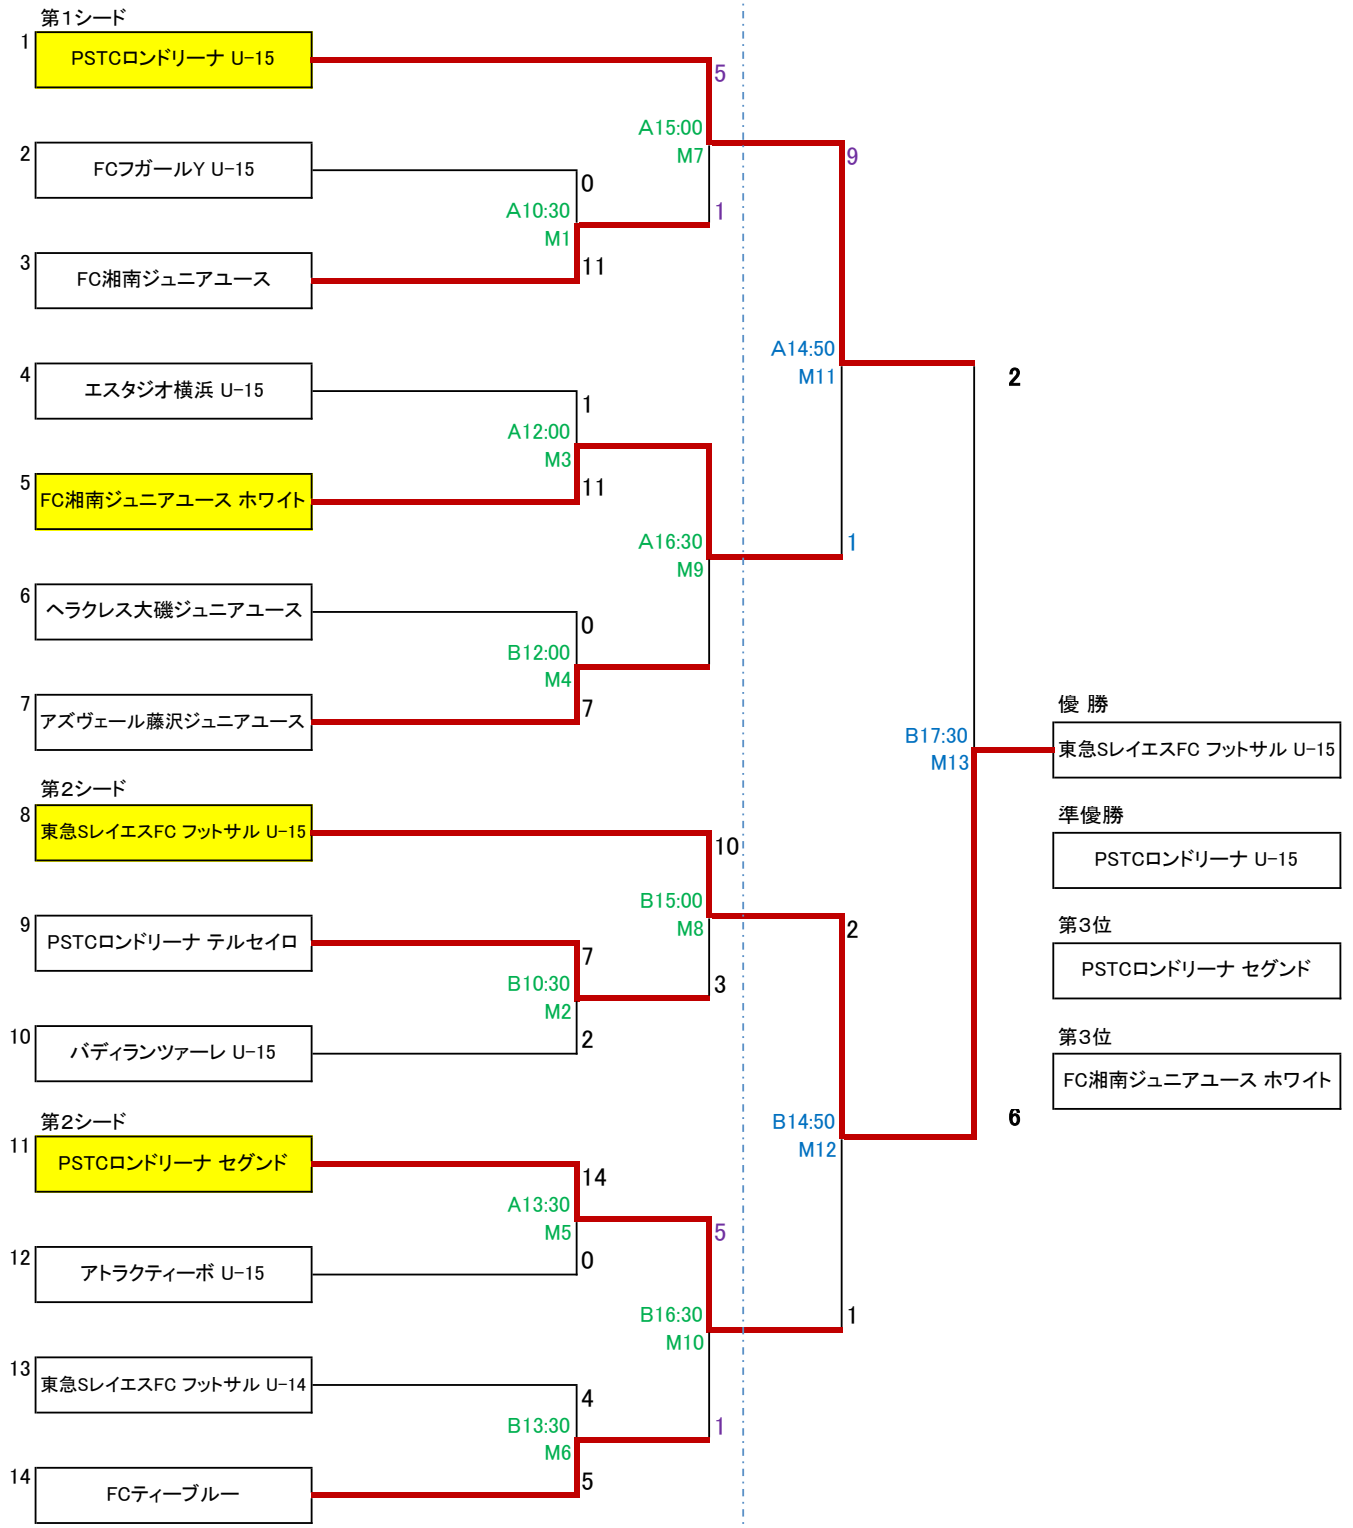 第1シード
1
PSTCロンドリーナ U-15
5
A15:00
M7
2
FCフガールY U-15
0
9
A10:30
M1
1
3
FC湘南ジュニアユース
11
A14:50
M11
2
4
エスタジオ横浜 U-15
1
A12:00
M3
5
FC湘南ジュニアユース ホワイト
11
A16:30
M9
1
6
ヘラクレス大磯ジュニアユース
0
B12:00
M4
7
アズヴェール藤沢ジュニアユース
7
優 勝
B17:30
M13
東急SレイエスFC フットサル U-15
第2シード
8
東急SレイエスFC フットサル U-15
10
準優勝
PSTCロンドリーナ U-15
B15:00
M8
2
9
PSTCロンドリーナ テルセイロ
7
第3位
PSTCロンドリーナ セグンド
B10:30
M2
3
10
バディランツァーレ U-15
2
第3位
FC湘南ジュニアユース ホワイト
第2シード
B14:50
M12
6
11
PSTCロンドリーナ セグンド
14
A13:30
M5
5
12
アトラクティーボ U-15
0
B16:30
M10
1
13
東急SレイエスFC フットサル U-14
4
B13:30
M6
1
14
FCティーブルー
5